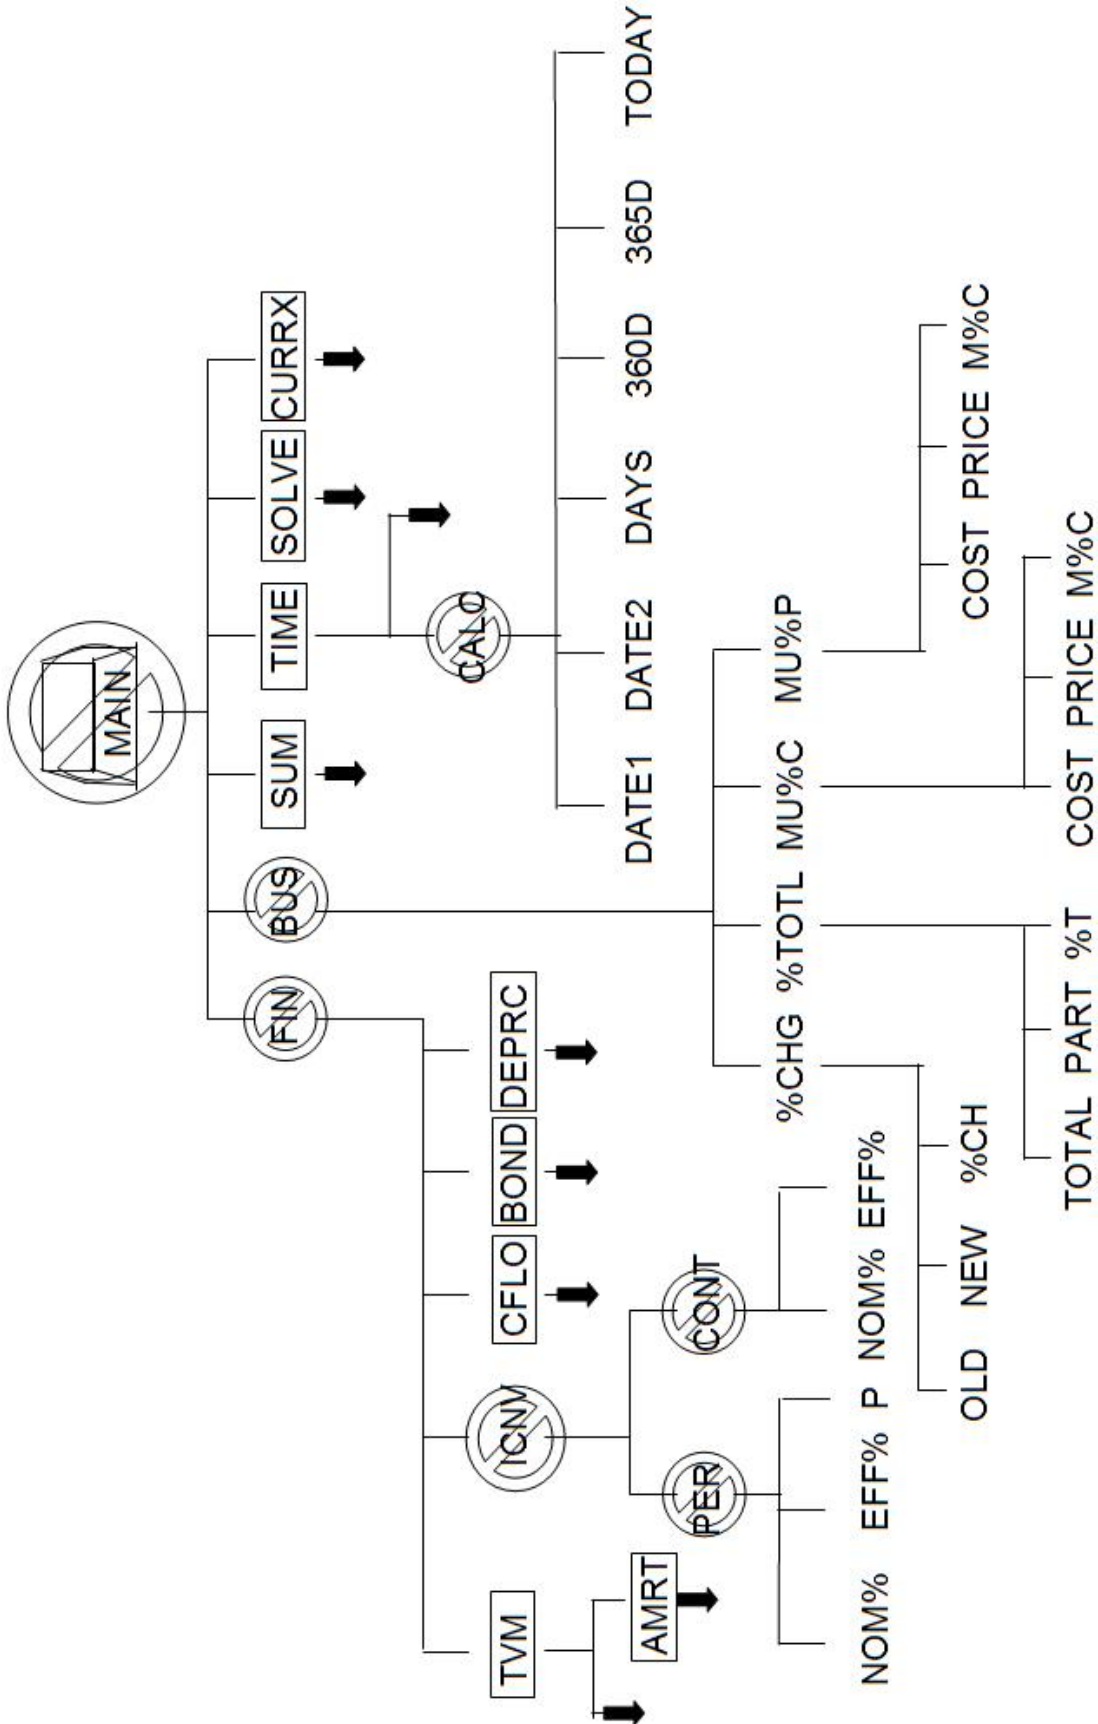 MAIN
FIN BUS SUM TIME SOLVE CURRX
CALC
TVM ICNV CFLO BOND DEPRC
DATE1 DATE2 DAYS 360D 365D TODAY
AMRT
PER CONT
%CHG %TOTL MU%C MU%P
NOM% EFF% P NOM% EFF%
OLD NEW %CH
COST PRICE M%C
TOTAL PART %T
COST PRICE M%C